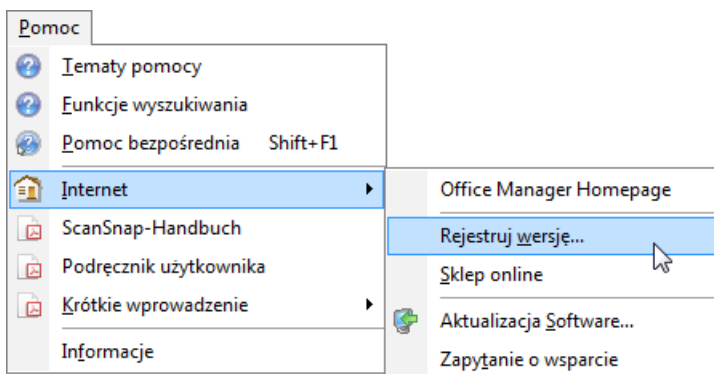 Pomoc
Tematy pomocy
Funkcje wyszukiwania
Pomoc bezpośrednia Shift+F1
Internet
ScanSnap-Handbuch
Podręcznik użytkownika
Krótkie wprowadzenie
Informacje
Office Manager Homepage
Rejestruj wersję...
Sklep online
Aktualizacja Software...
Zapytanie o wsparcie